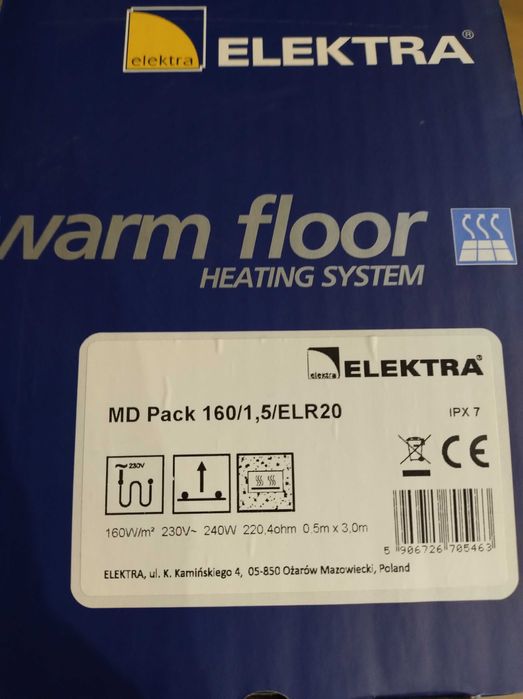 elektra
ELEKTRA®
warm floor
HEATING SYSTEM
elektra
ELEKTRA®
MD Pack 160/1,5/ELR20
IPX 7
~ 230V
160W/m² 230V~ 240W 220,4ohm 0,5m x 3,0m
CE
5 906726 705463
ELEKTRA, ul. K. Kamińskiego 4, 05-850 Ożarów Mazowiecki, Poland